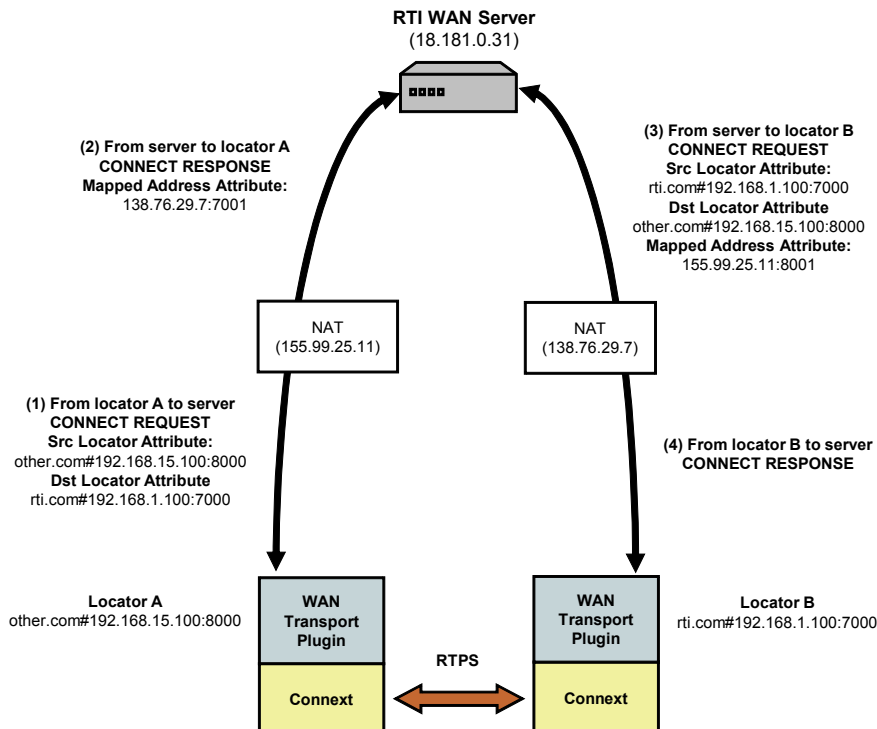 RTI WAN Server
(18.181.0.31)
(2) From server to locator A
CONNECT RESPONSE
Mapped Address Attribute:
138.76.29.7:7001
(3) From server to locator B
CONNECT REQUEST
Src Locator Attribute:
rti.com#192.168.1.100:7000
Dst Locator Attribute
other.com#192.168.15.100:8000
Mapped Address Attribute:
155.99.25.11:8001
NAT
(155.99.25.11)
NAT
(138.76.29.7)
(1) From locator A to server
CONNECT REQUEST
Src Locator Attribute:
other.com#192.168.15.100:8000
Dst Locator Attribute
rti.com#192.168.1.100:7000
(4) From locator B to server
CONNECT RESPONSE
Locator A
other.com#192.168.15.100:8000
WAN
Transport
Plugin
Connext
RTPS
WAN
Transport
Plugin
Connext
Locator B
rti.com#192.168.1.100:7000